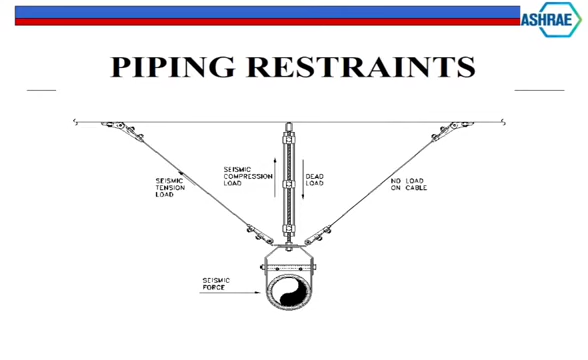 ASHRAE
PIPING RESTRAINTS
SEISMIC
TENSION
LOAD
SEISMIC
COMPRESSION
LOAD
DEAD
LOAD
NO LOAD
ON CABLE
SEISMIC
FORCE